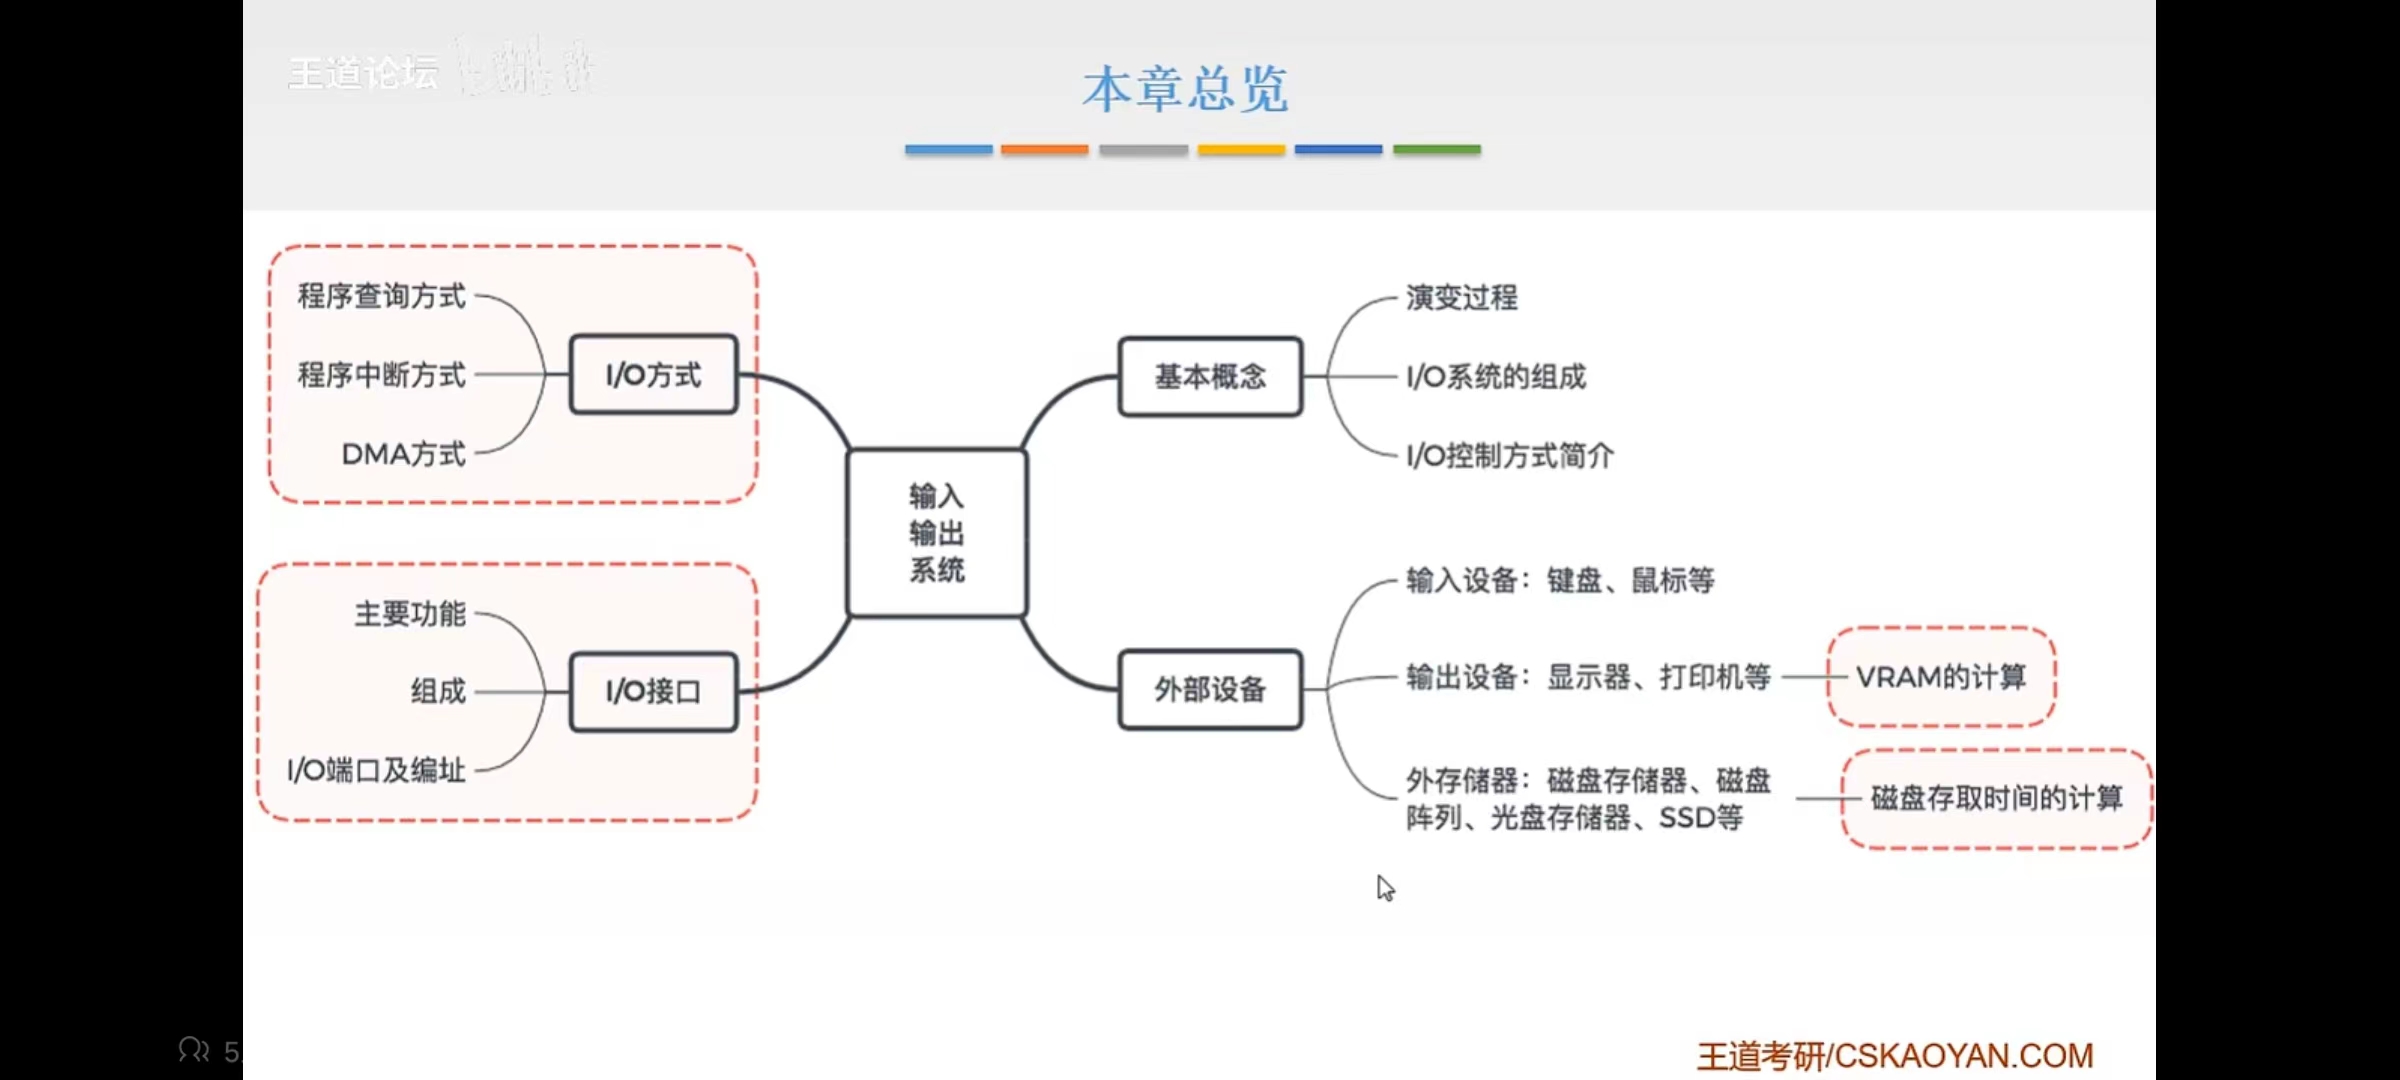 王道论坛
本章总览
程序查询方式
程序中断方式
DMA方式
I/O方式
主要功能
组成
I/O端口及编址
I/O接口
输入
输出
系统
基本概念
演变过程
I/O系统的组成
I/O控制方式简介
外部设备
输入设备：键盘、鼠标等
输出设备：显示器、打印机等
VRAM的计算
外存储器：磁盘存储器、磁盘
阵列、光盘存储器、SSD等
磁盘存取时间的计算
5
王道考研/CSKAOYAN.COM